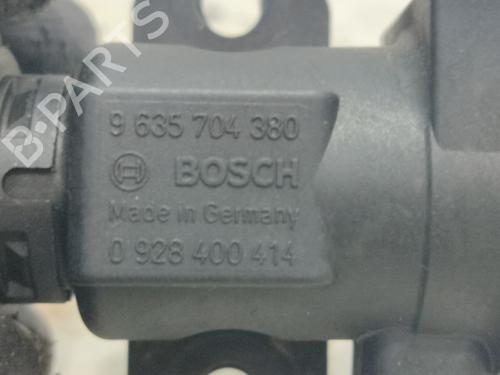 9 635 704 380
BOSCH
Made in Germany
0 928 400 414
B-PARTS